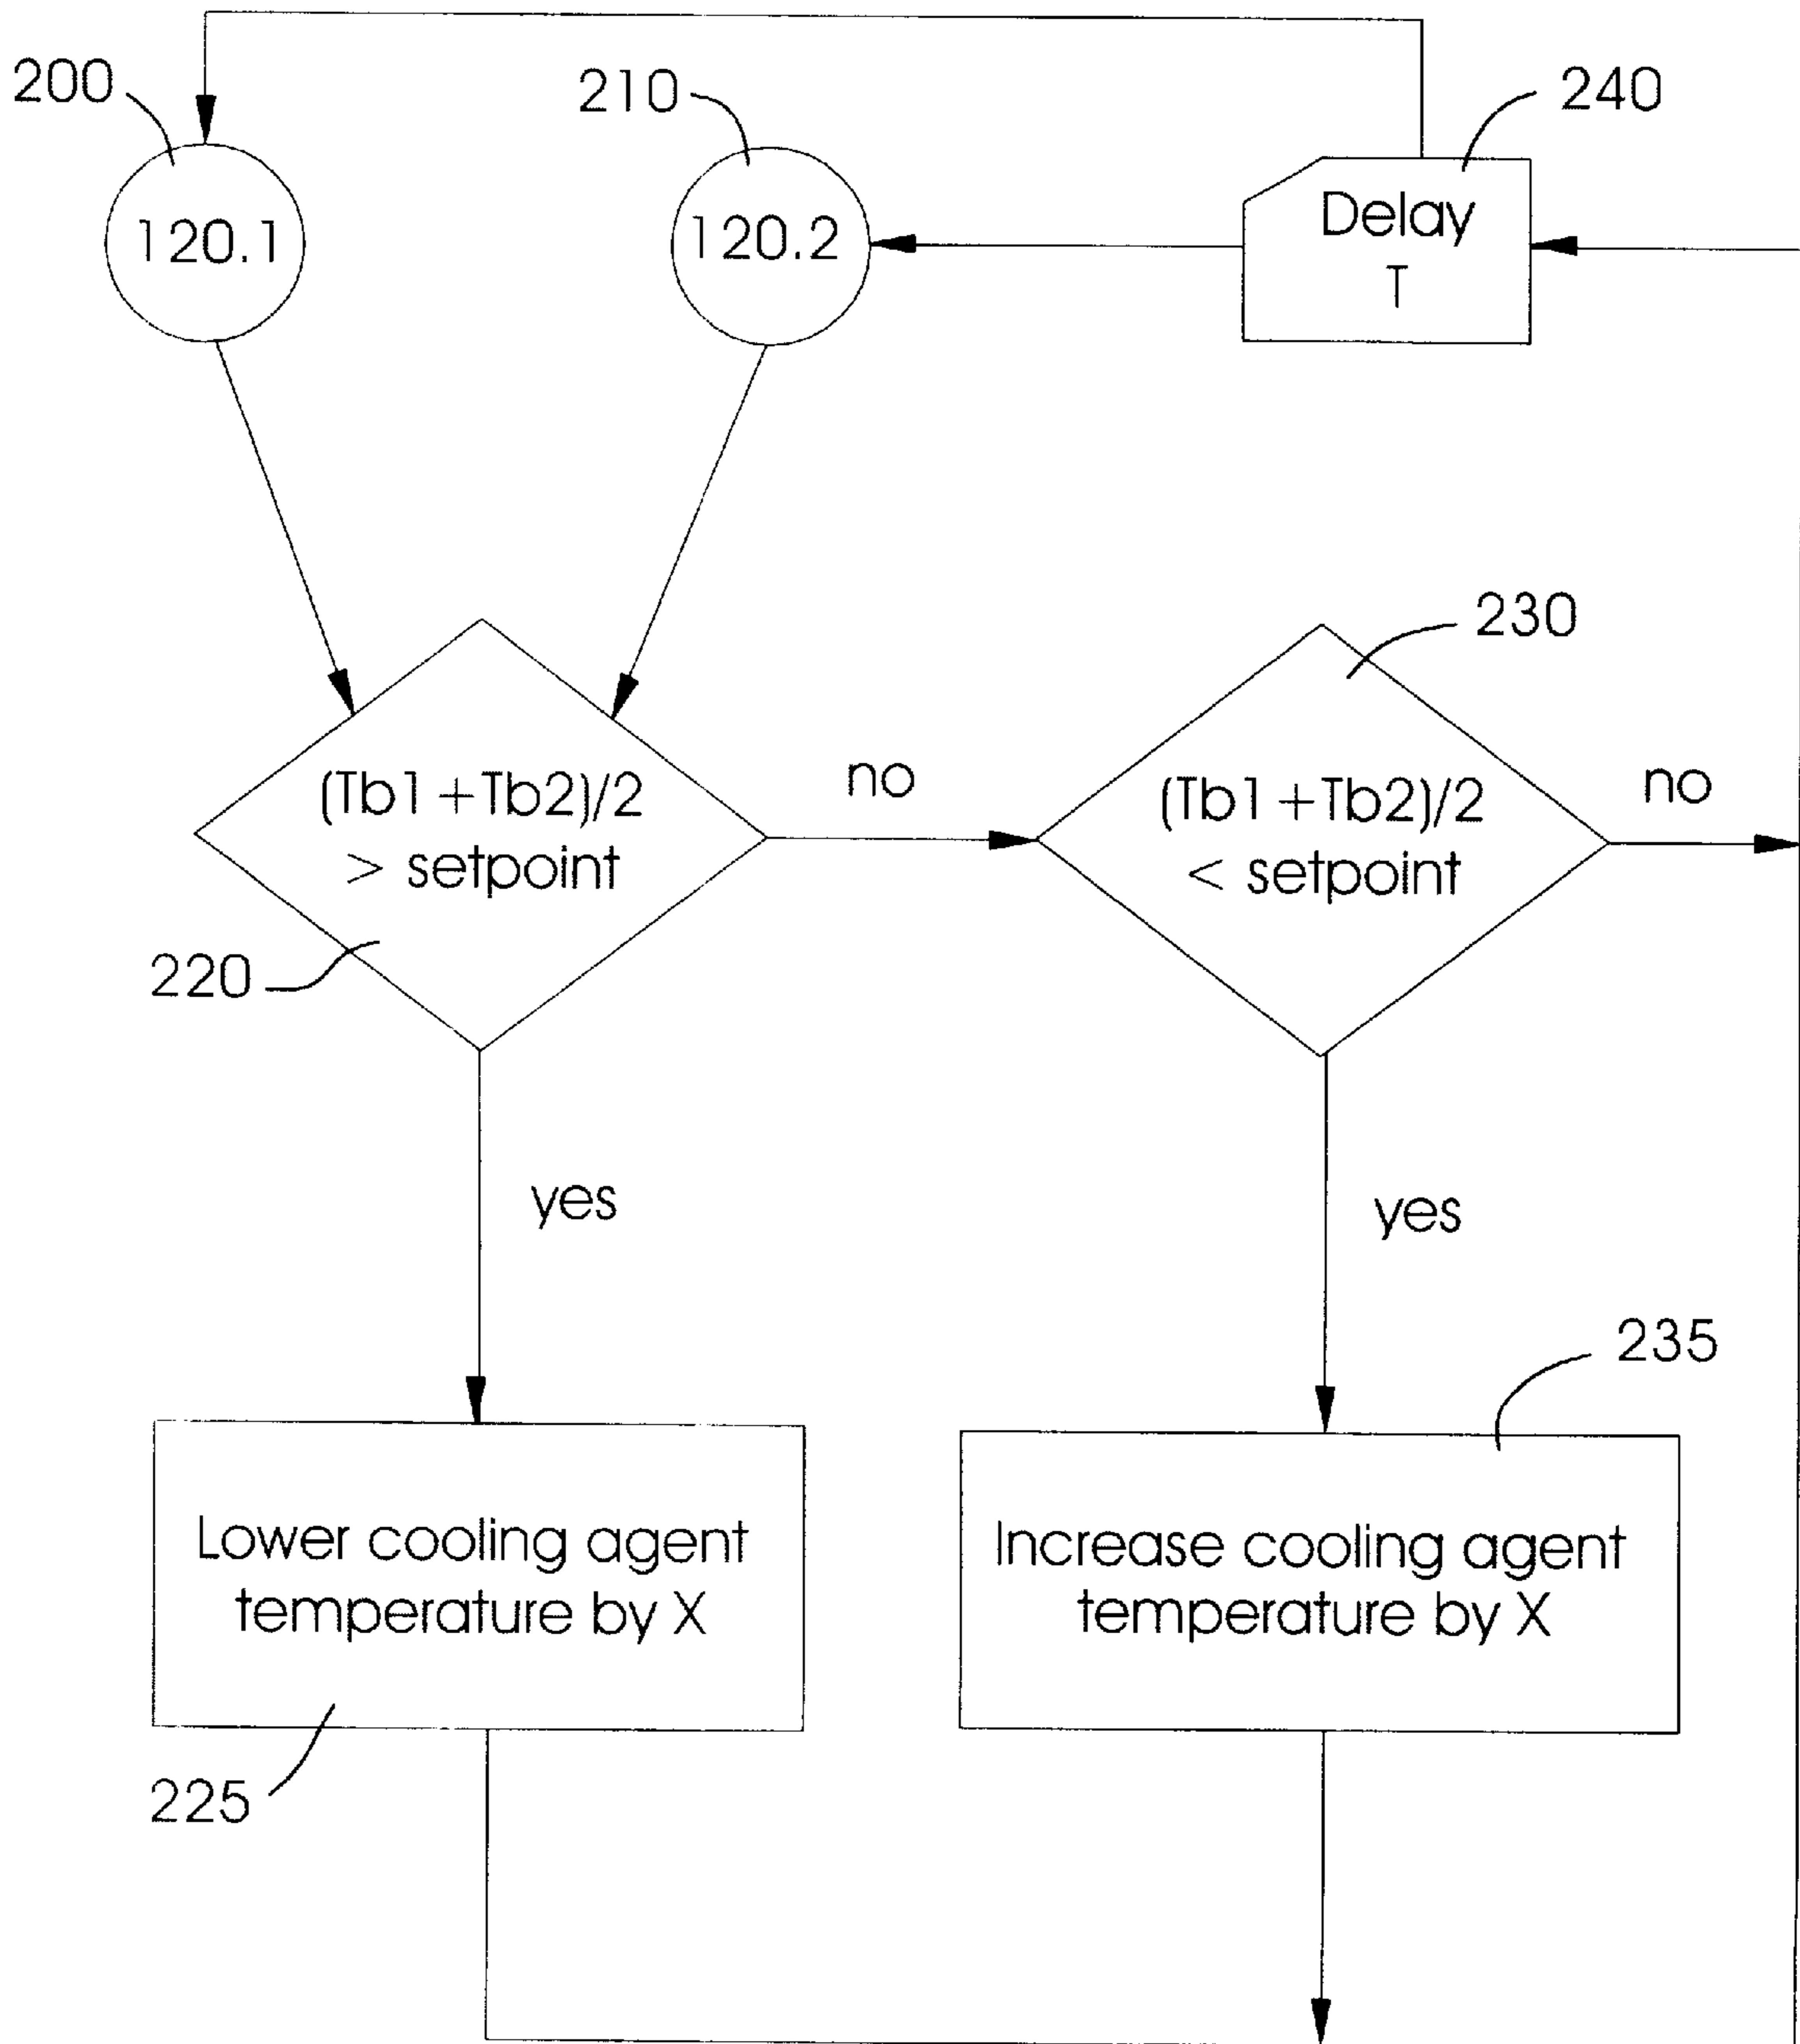 200
210
240
120.1
120.2
Delay
T
230
(Tb1+Tb2)/2
> setpoint
no
(Tb1+Tb2)/2
< setpoint
no
220
yes
yes
235
Lower cooling agent
temperature by X
Increase cooling agent
temperature by X
225